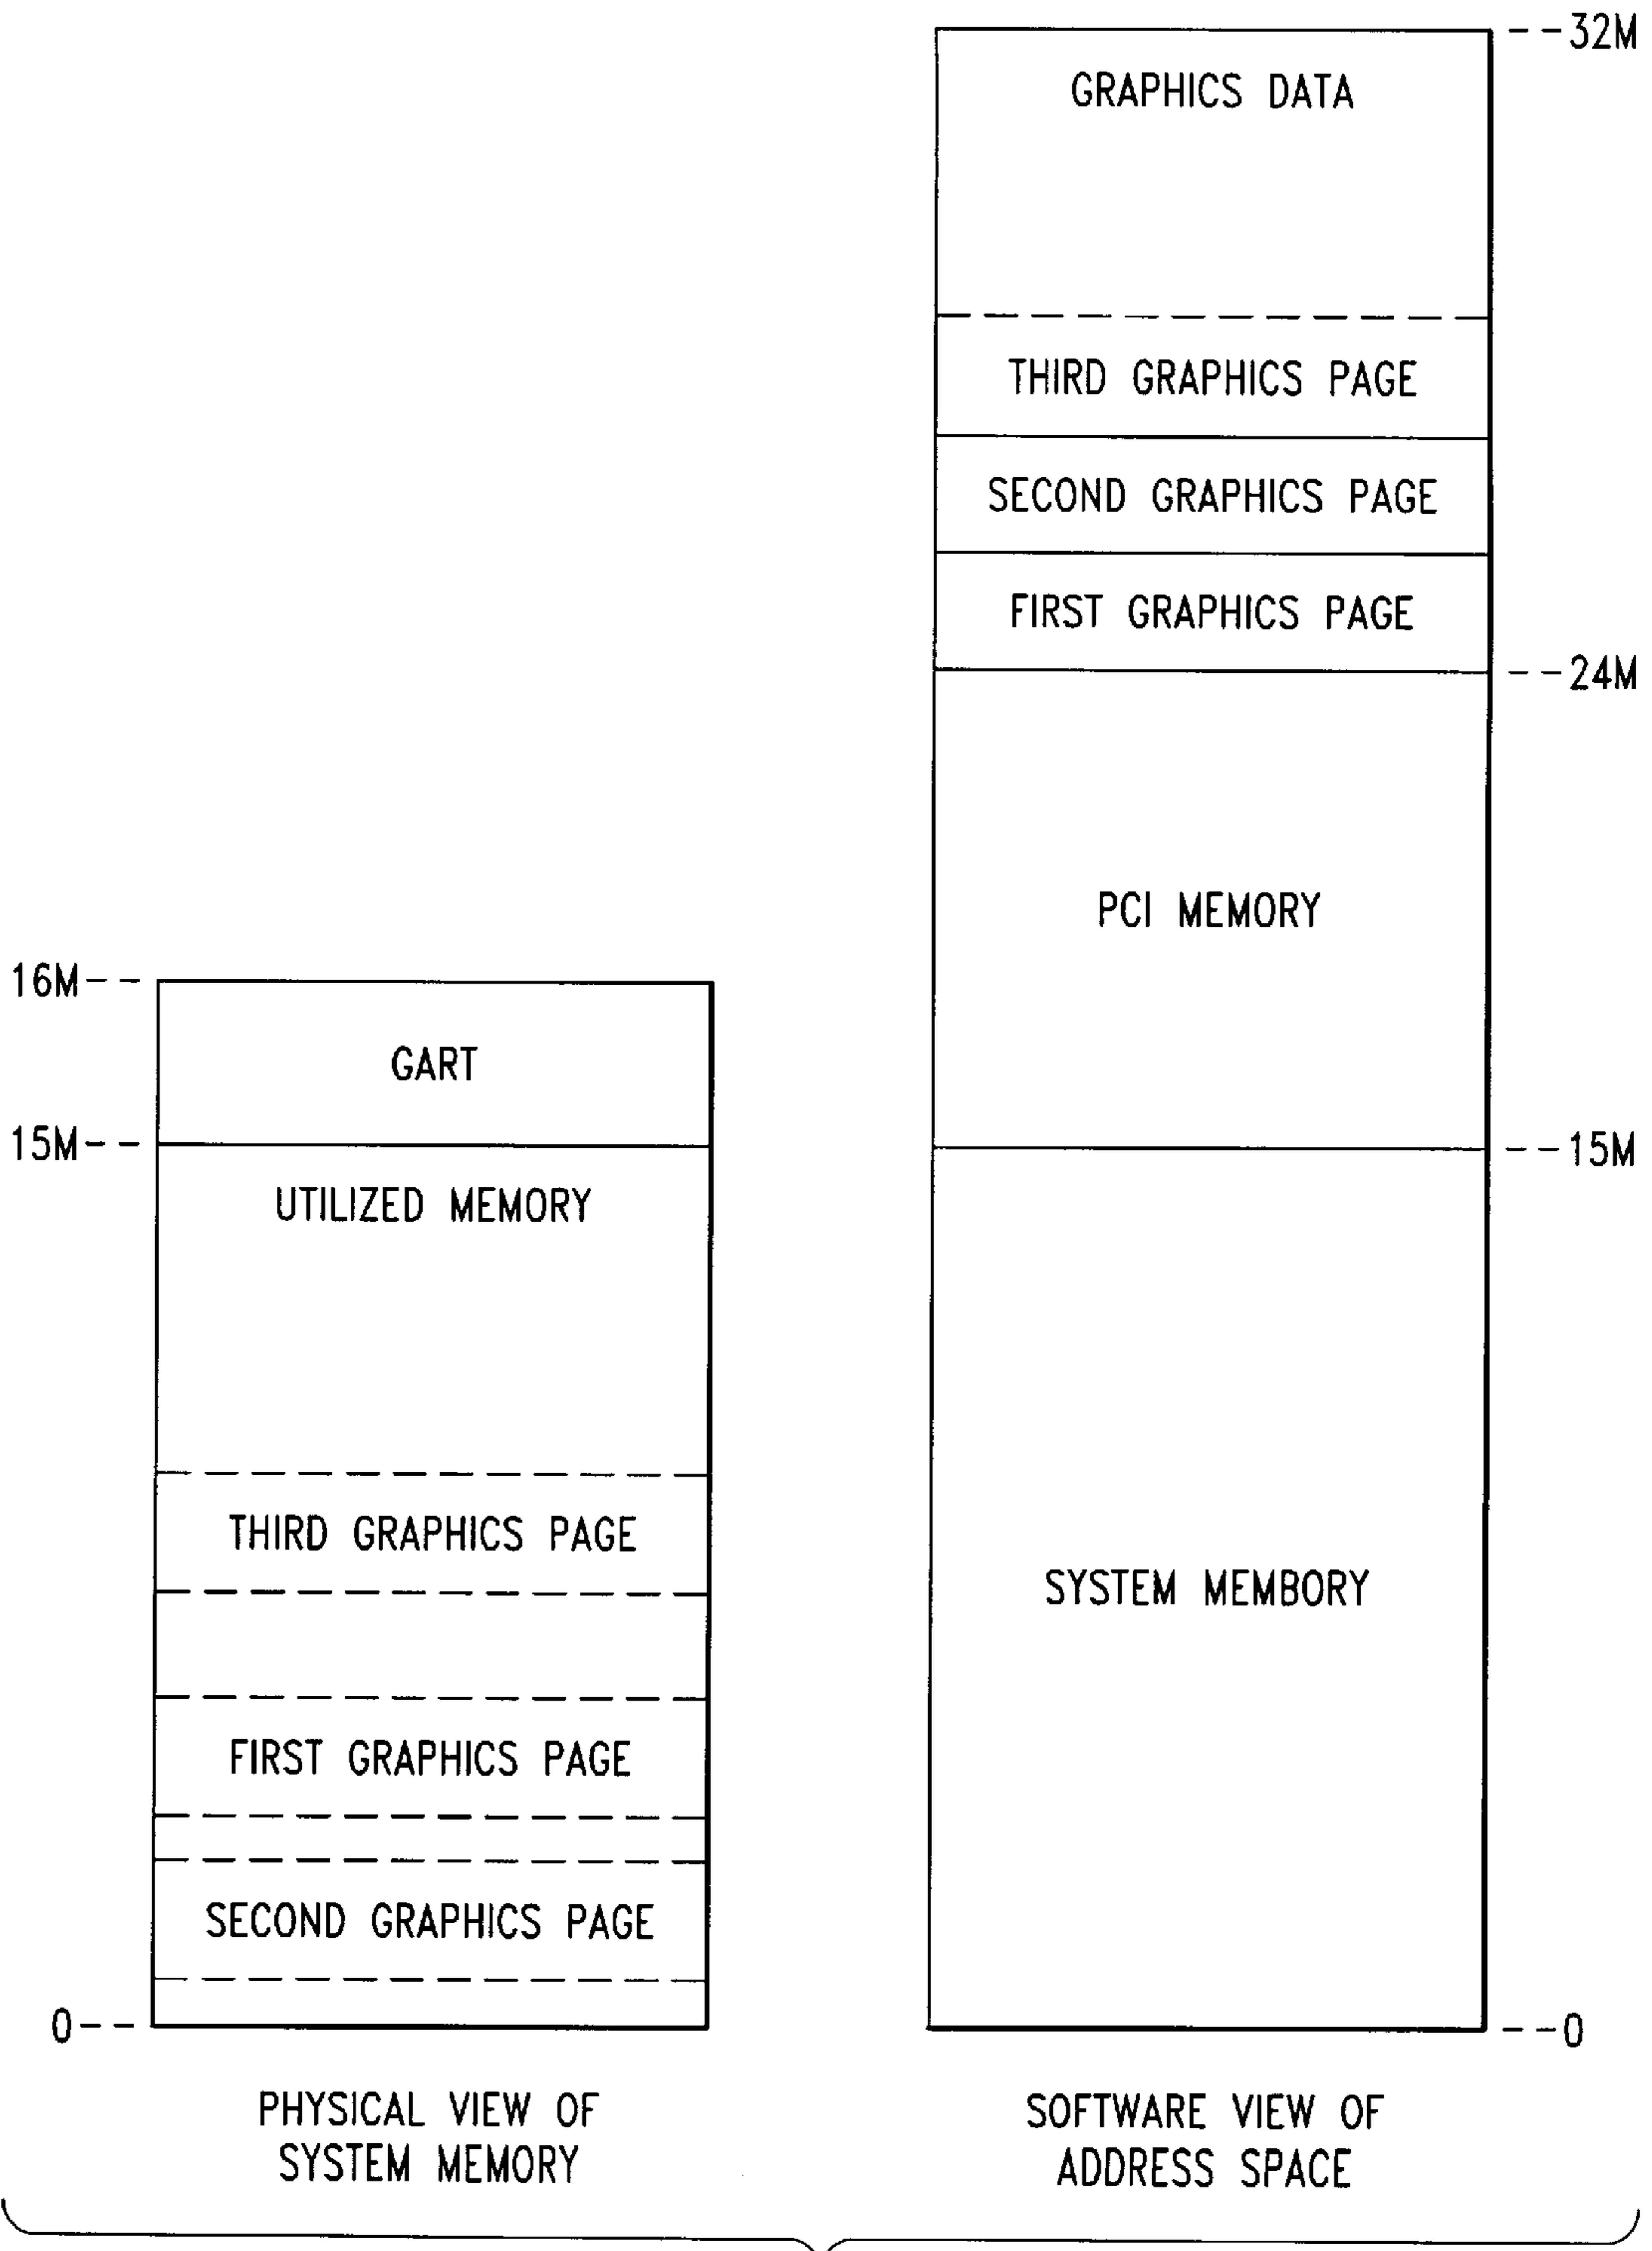 16M
GART
15M
UTILIZED MEMORY
THIRD GRAPHICS PAGE
FIRST GRAPHICS PAGE
SECOND GRAPHICS PAGE
0
PHYSICAL VIEW OF
SYSTEM MEMORY
32M
GRAPHICS DATA
THIRD GRAPHICS PAGE
SECOND GRAPHICS PAGE
FIRST GRAPHICS PAGE
24M
PCI MEMORY
15M
SYSTEM MEMBORY
0
SOFTWARE VIEW OF
ADDRESS SPACE